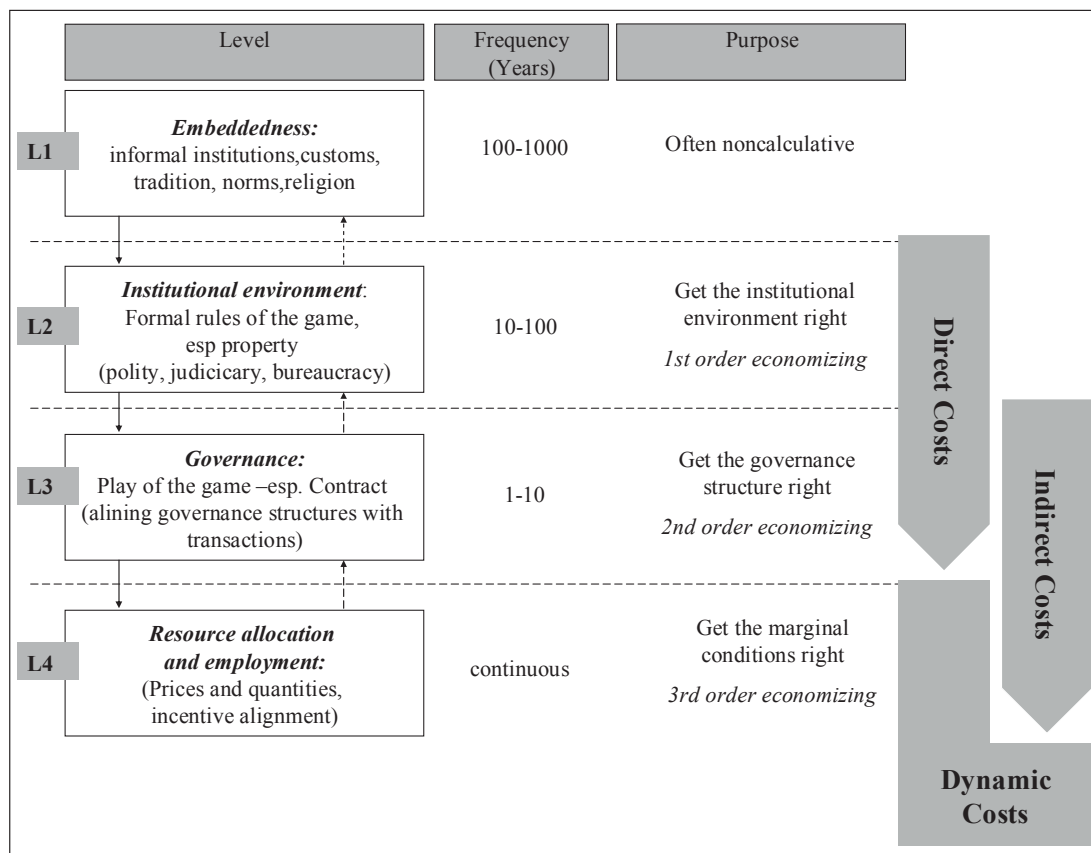 Level
Frequency
(Years)
Purpose
L1
Embeddedness:
informal institutions,customs,
tradition, norms,religion
100-1000
Often noncalculative
L2
Institutional environment:
Formal rules of the game,
esp property
(polity, judicicary, bureaucracy)
10-100
Get the institutional
environment right
1st order economizing
L3
Governance:
Play of the game –esp. Contract
(alining governance structures with
transactions)
1-10
Get the governance
structure right
2nd order economizing
L4
Resource allocation
and employment:
(Prices and quantities,
incentive alignment)
continuous
Get the marginal
conditions right
3rd order economizing
Direct Costs
Indirect Costs
Dynamic
Costs